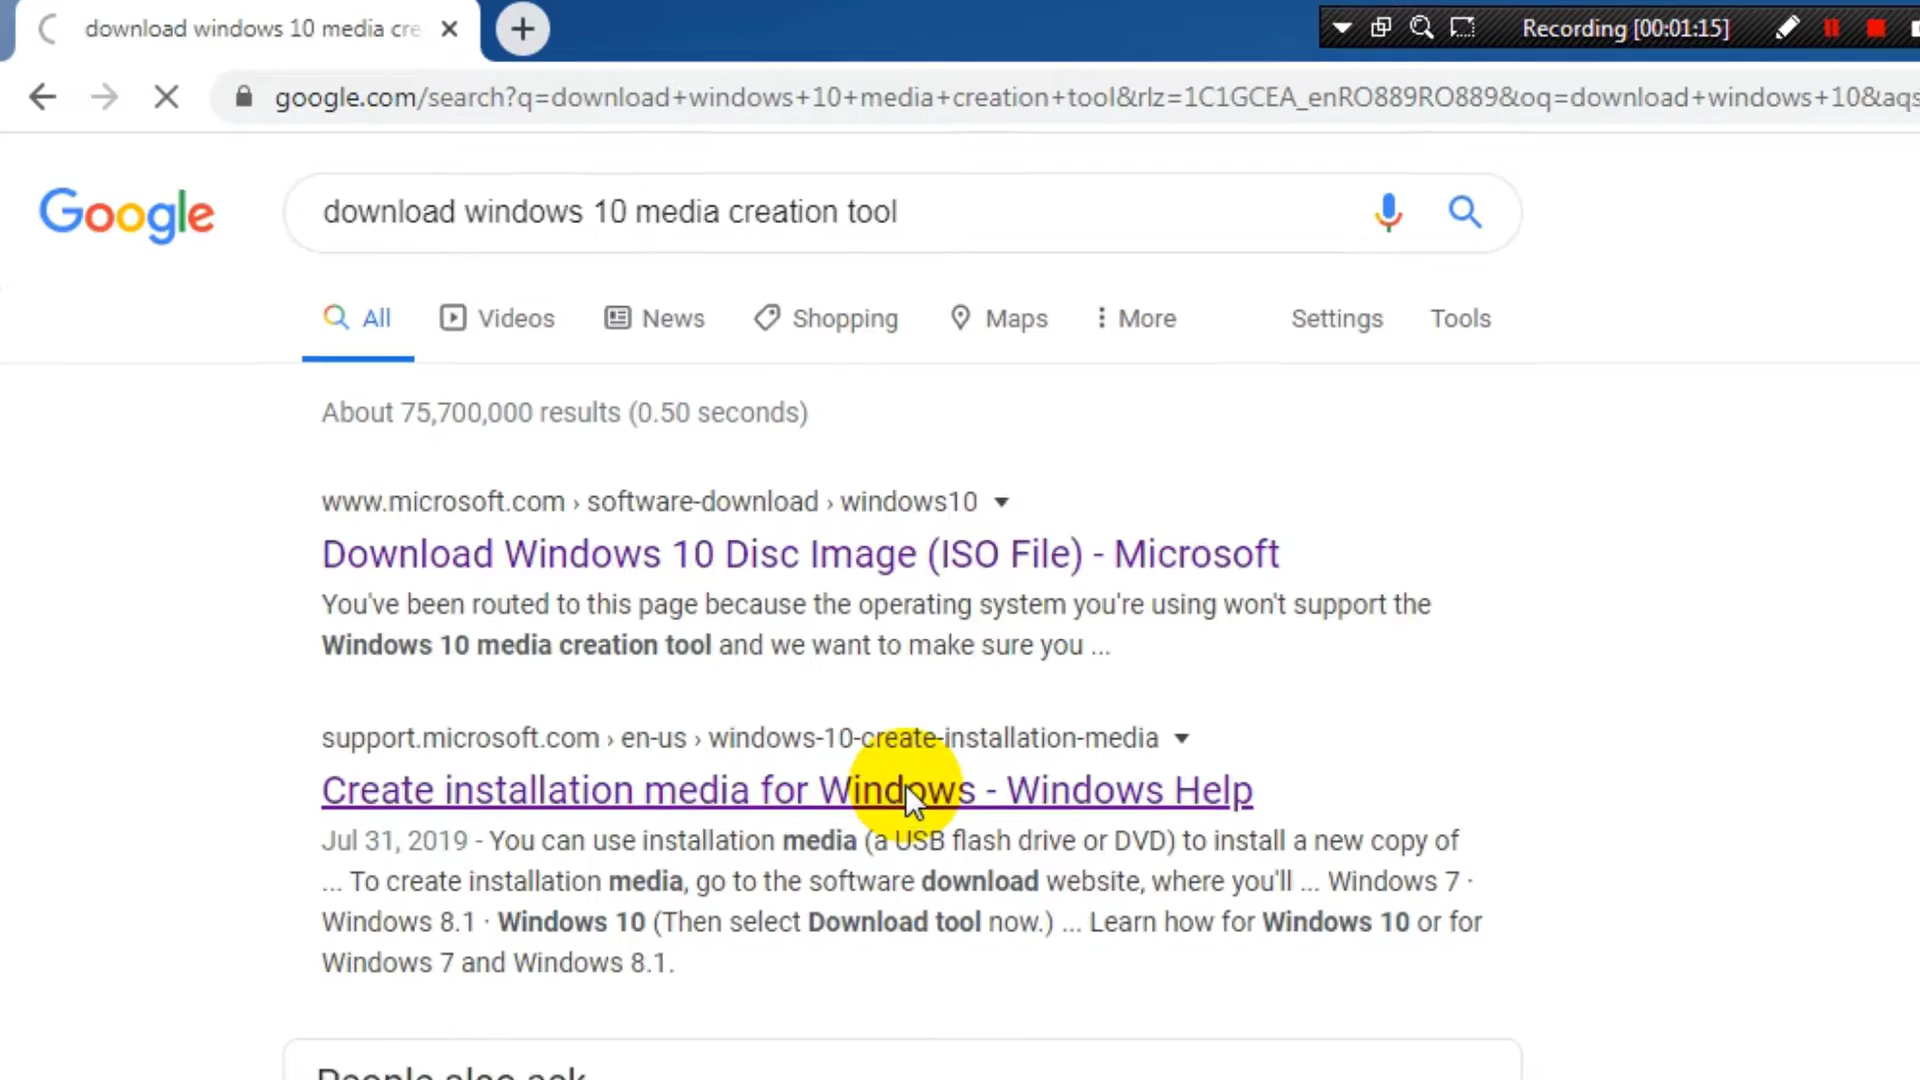 download windows 10 media cre
Recording [00:01:15]
google.com/search?q=download+windows+10+media+creation+tool&rlz=1C1GCEA_enRO889RO889&oq=download+windows+10&aqs
Google
download windows 10 media creation tool
All Videos News Shopping Maps More Settings Tools
About 75,700,000 results (0.50 seconds)
www.microsoft.com › software-download › windows10
Download Windows 10 Disc Image (ISO File) - Microsoft
You've been routed to this page because the operating system you're using won't support the
Windows 10 media creation tool and we want to make sure you ...
support.microsoft.com › en-us › windows-10-create-installation-media
Create installation media for Windows - Windows Help
Jul 31, 2019 - You can use installation media (a USB flash drive or DVD) to install a new copy of
... To create installation media, go to the software download website, where you'll ... Windows 7 ·
Windows 8.1 · Windows 10 (Then select Download tool now.) ... Learn how for Windows 10 or for
Windows 7 and Windows 8.1.
People also ask